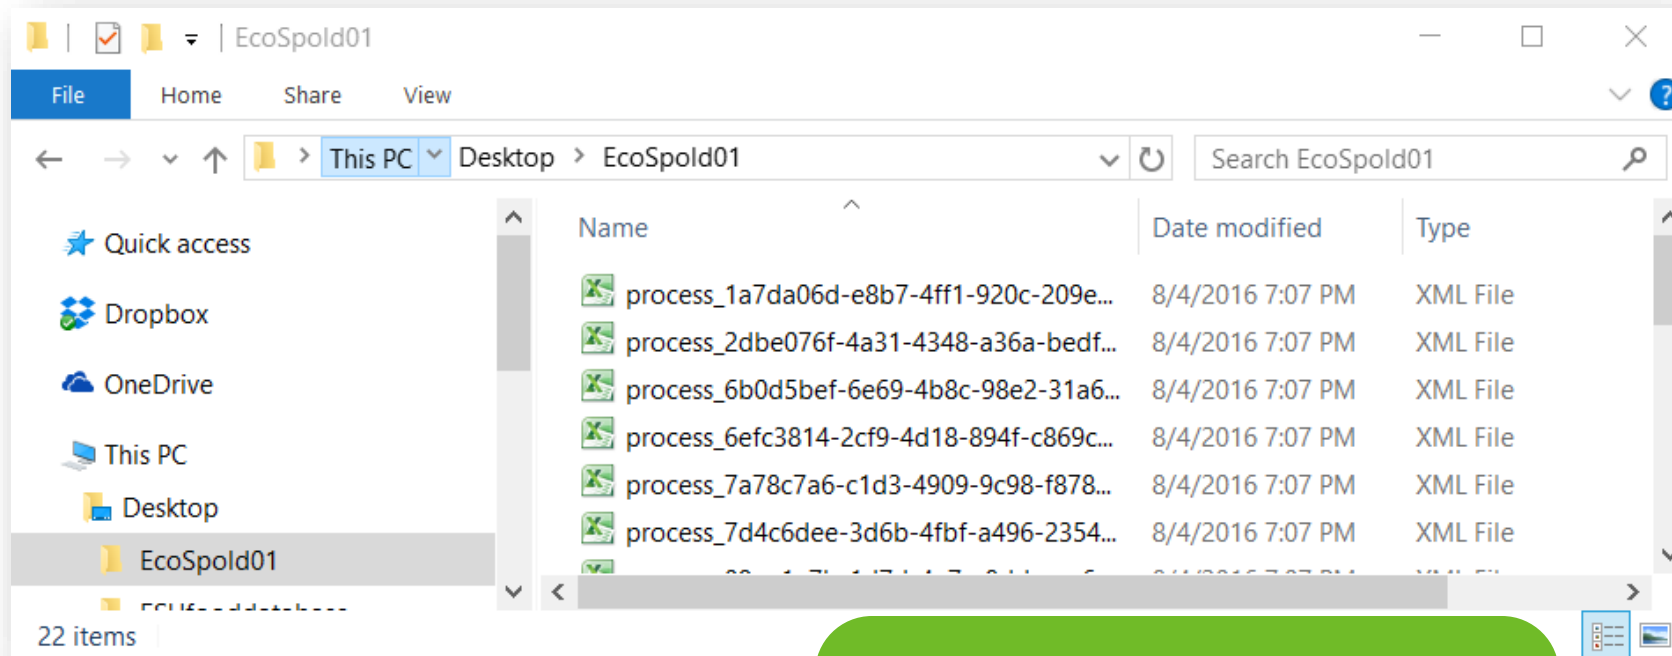 EcoSpold01
File Home Share View
This PC Desktop EcoSpold01 Search EcoSpold01
Name Date modified Type
Quick access
Dropbox
OneDrive
This PC
Desktop
EcoSpold01
process_1a7da06d-e8b7-4ff1-920c-209e... 8/4/2016 7:07 PM XML File
process_2dbe076f-4a31-4348-a36a-bedf... 8/4/2016 7:07 PM XML File
process_6b0d5bef-6e69-4b8c-98e2-31a6... 8/4/2016 7:07 PM XML File
process_6efc3814-2cf9-4d18-894f-c869c... 8/4/2016 7:07 PM XML File
process_7a78c7a6-c1d3-4909-9c98-f878... 8/4/2016 7:07 PM XML File
process_7d4c6dee-3d6b-4fbf-a496-2354... 8/4/2016 7:07 PM XML File
22 items